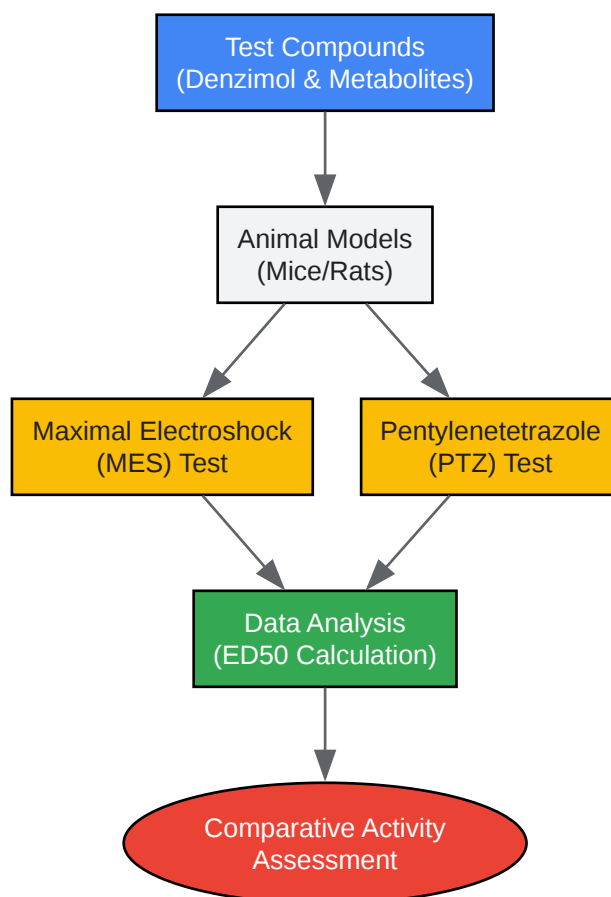 Test Compounds
(Denzimol & Metabolites)
Animal Models
(Mice/Rats)
Maximal Electroshock
(MES) Test
Pentylenetetrazole
(PTZ) Test
Data Analysis
(ED50 Calculation)
Comparative Activity
Assessment